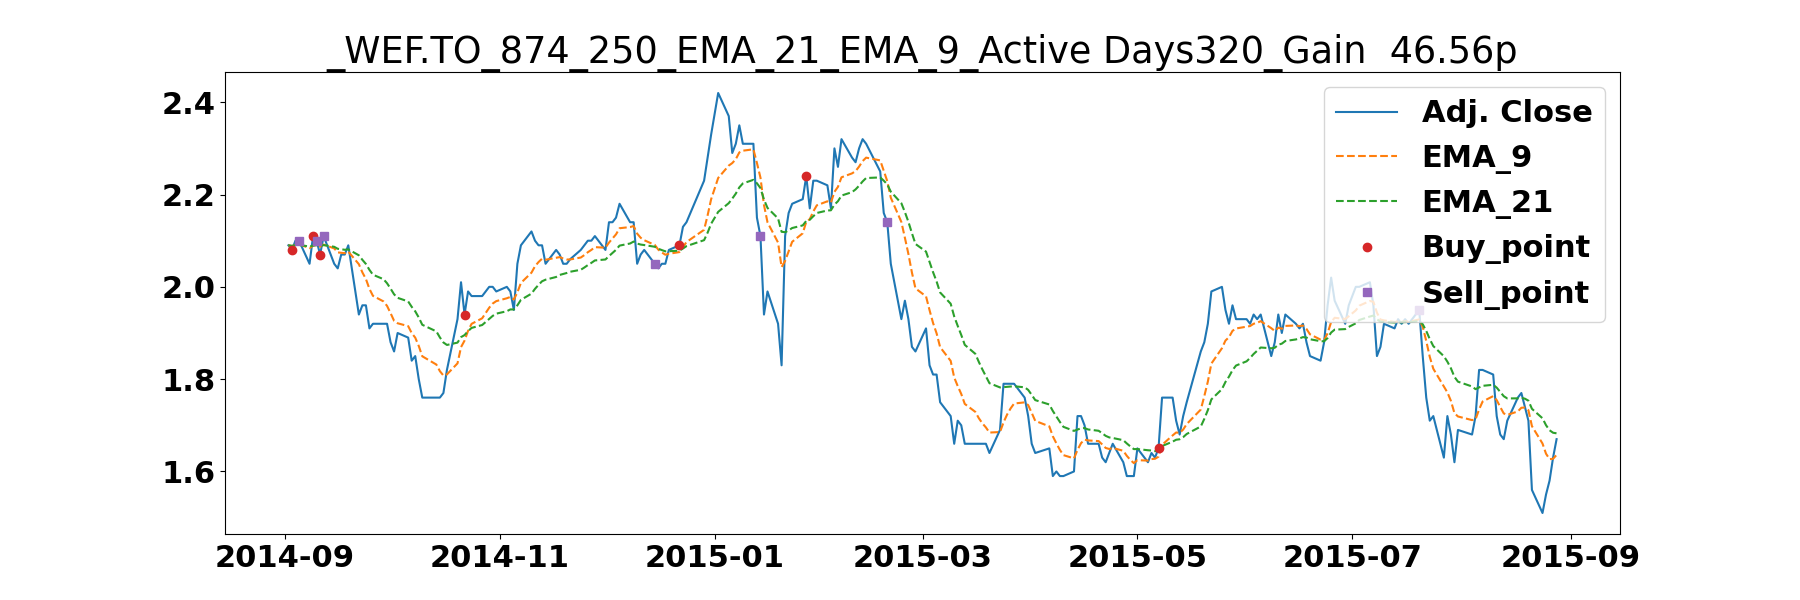 _WEF.TO_874_250_EMA_21_EMA_9_Active Days320_Gain  46.56p
2.4
2.2
2.0
1.8
1.6
Adj. Close
EMA_9
EMA_21
Buy_point
Sell_point
2014-09 2014-11 2015-01 2015-03 2015-05 2015-07 2015-09